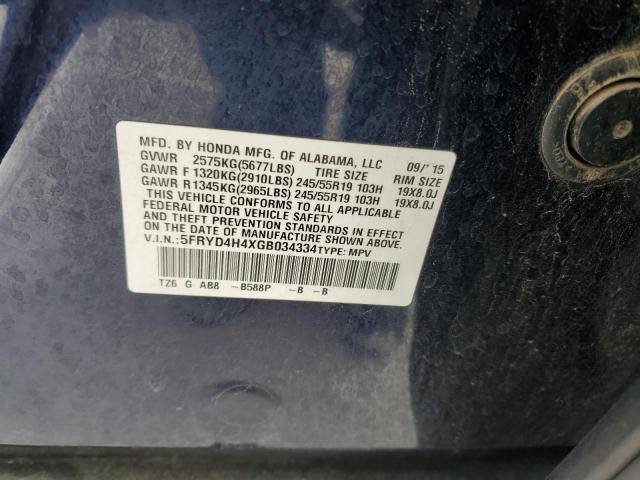 MFD. BY HONDA MFG. OF ALABAMA, LLC 09/'15
GVWR 2575KG(5677LBS) TIRE SIZE RIM SIZE
GAWR F 1320KG(2910LBS) 245/55R19 103H 19X8.0J
GAWR R1345KG(2965LBS) 245/55R19 103H 19X8.0J
THIS VEHICLE CONFORMS TO ALL APPLICABLE
FEDERAL MOTOR VEHICLE SAFETY
AND THEFT PREVENTION STANDARDS IN EFFECT
ON THE DATE OF MANUFACTURE SHOWN ABOVE.
V.I.N.:5FRYD4H4XGB034334 TYPE: MPV
TZ6 G AB8 -B588P -B -B